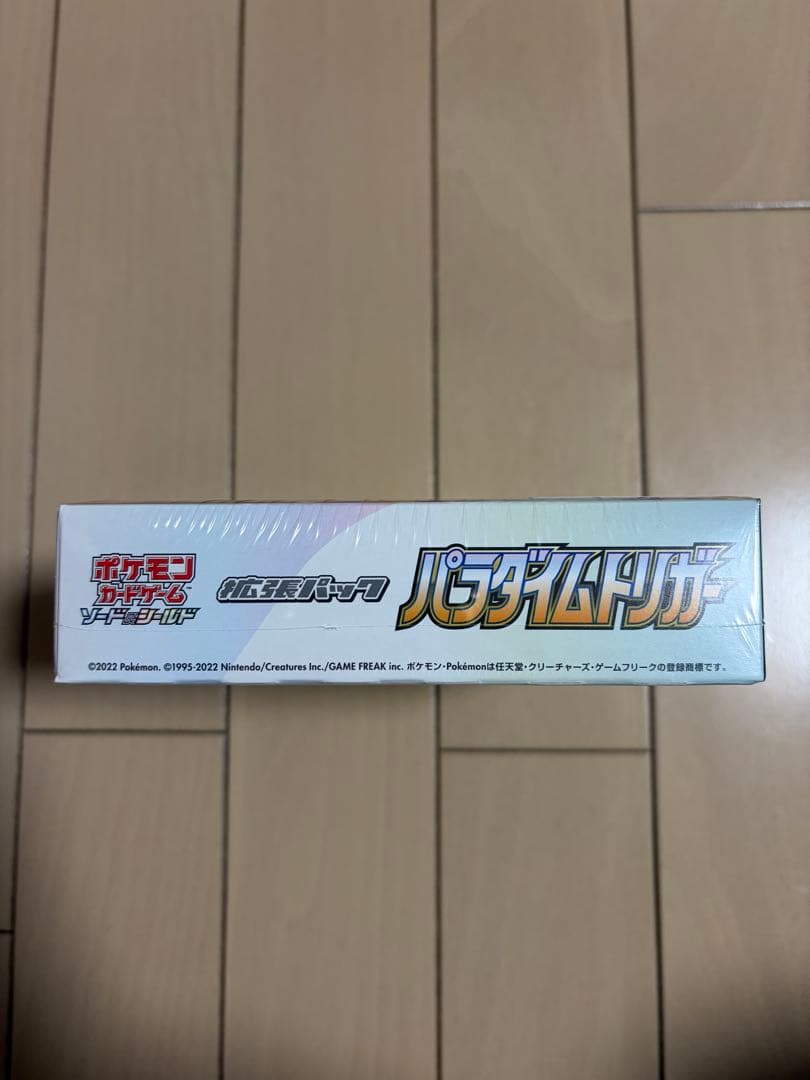 ポケモン
カードゲーム
ソード&シールド
拡張パック
パラダイムトリガー
©2022 Pokémon. ©1995-2022 Nintendo/Creatures Inc./GAME FREAK inc. ポケモン・Pokémonは任天堂・クリーチャーズ・ゲームフリークの登録商標です。